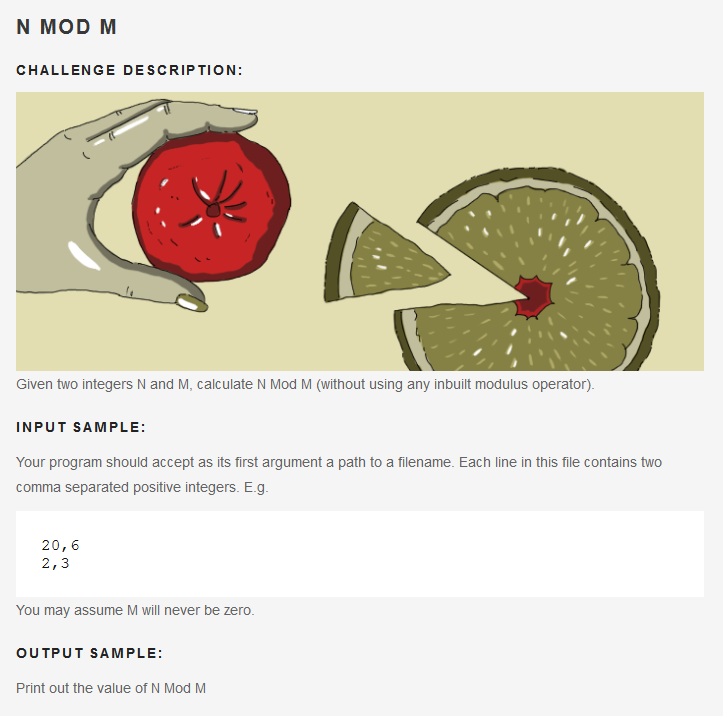 N MOD M
CHALLENGE DESCRIPTION:
Given two integers N and M, calculate N Mod M (without using any inbuilt modulus operator).
INPUT SAMPLE:
Your program should accept as its first argument a path to a filename. Each line in this file contains two
comma separated positive integers. E.g.
20,6
2,3
You may assume M will never be zero.
OUTPUT SAMPLE:
Print out the value of N Mod M